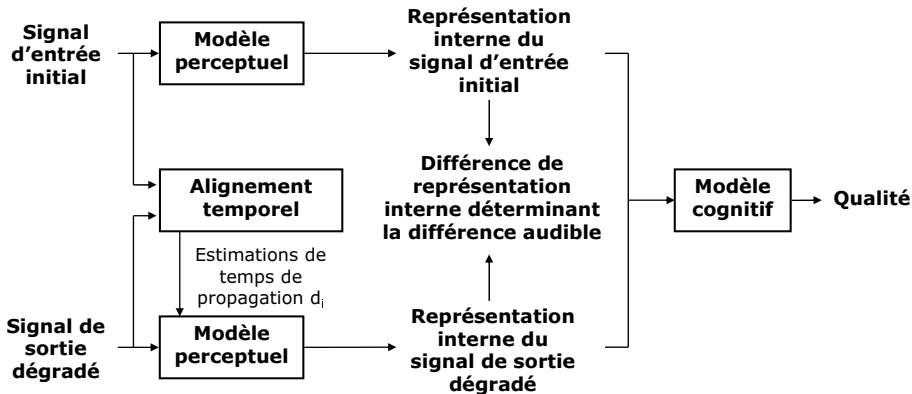 Signal
d'entrée
initial
Modèle
perceptuel
Représentation
interne du
signal d'entrée
initial
Alignement
temporel
Différence de
représentation
interne déterminant
la différence audible
Modèle
cognitif
Qualité
Estimations de
temps de
propagation di
Signal de
sortie
dégradé
Modèle
perceptuel
Représentation
interne du
signal de sortie
dégradé